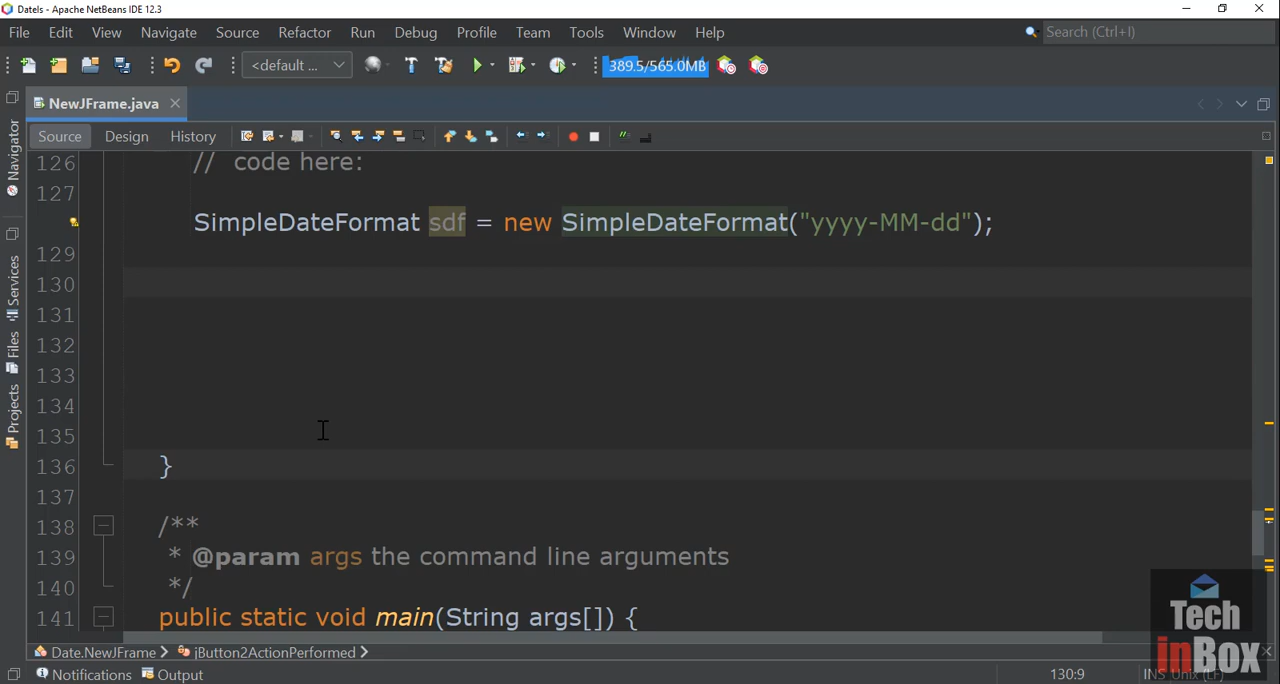 Datels - Apache NetBeans IDE 12.3
File Edit View Navigate Source Refactor Run Debug Profile Team Tools Window Help
Search (Ctrl+I)
<default ...
389.5/565.0MB
NewJFrame.java
Source Design History
Navigator
Services
Files
Projects
126 // code here:
127
SimpleDateFormat sdf = new SimpleDateFormat("yyyy-MM-dd");
129
130
131
132
133
134
135
136 }
137
138 /**
139 * @param args the command line arguments
140 */
141 public static void main(String args[]) {
Date.NewJFrame jButton2ActionPerformed
Notifications Output
130:9
INS Unix (LF)
Tech
inBox